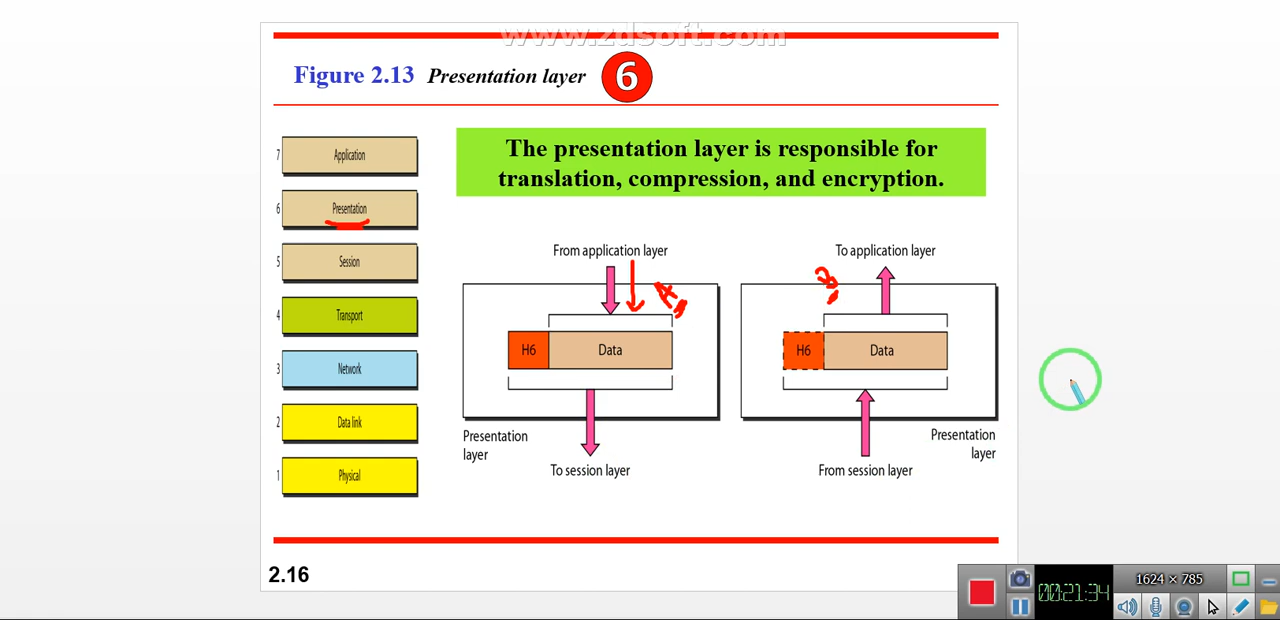 www.zdsoft.com
Figure 2.13 Presentation layer 6
The presentation layer is responsible for
translation, compression, and encryption.
7 Application
6 Presentation
5 Session
4 Transport
3 Network
2 Data link
1 Physical
From application layer
H6 Data
Presentation
layer
To session layer
To application layer
H6 Data
Presentation
layer
From session layer
2.16
1624 × 785
00:21:34